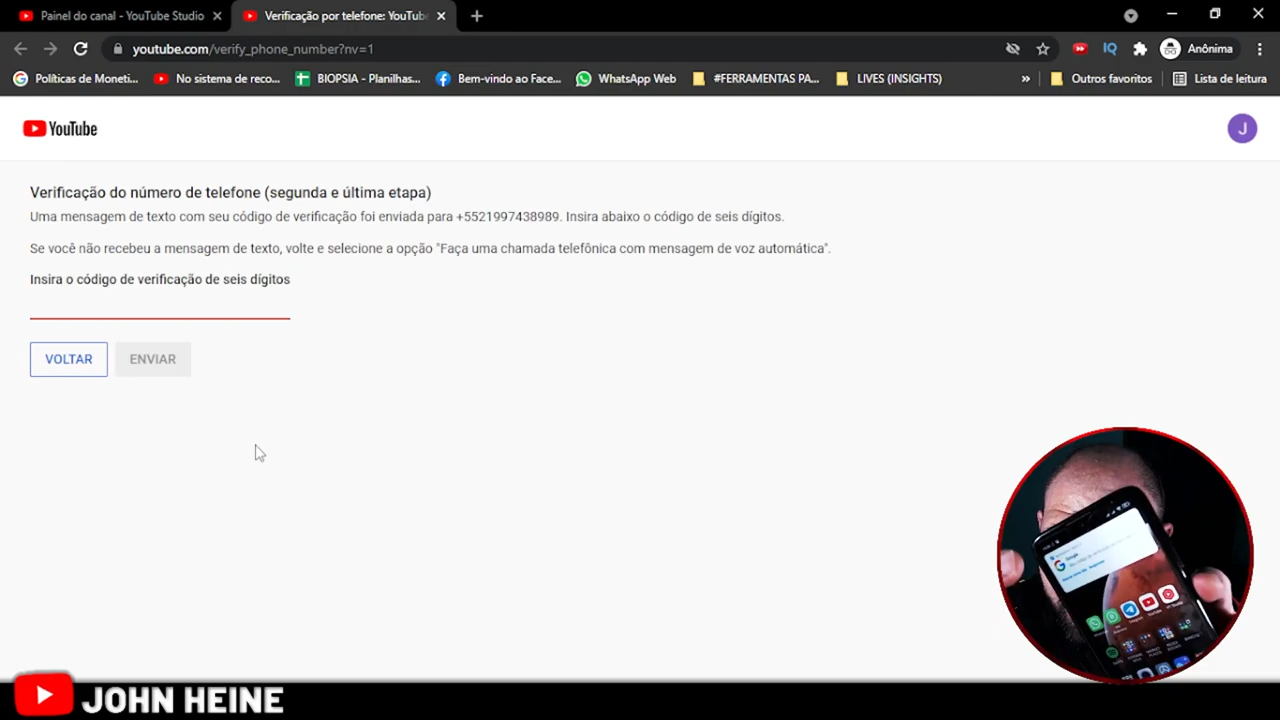 Painel do canal - YouTube Studio
Verificação por telefone: YouTub
youtube.com/verify_phone_number?nv=1
IQ
Anônima
Políticas de Moneti...
No sistema de reco...
BIOPSIA - Planilhas...
Bem-vindo ao Face...
WhatsApp Web
#FERRAMENTAS PA...
LIVES (INSIGHTS)
»
Outros favoritos
Lista de leitura
YouTube
J
Verificação do número de telefone (segunda e última etapa)
Uma mensagem de texto com seu código de verificação foi enviada para +5521997438989. Insira abaixo o código de seis dígitos.
Se você não recebeu a mensagem de texto, volte e selecione a opção "Faça uma chamada telefônica com mensagem de voz automática".
Insira o código de verificação de seis dígitos
VOLTAR
ENVIAR
Google
JOHN HEINE